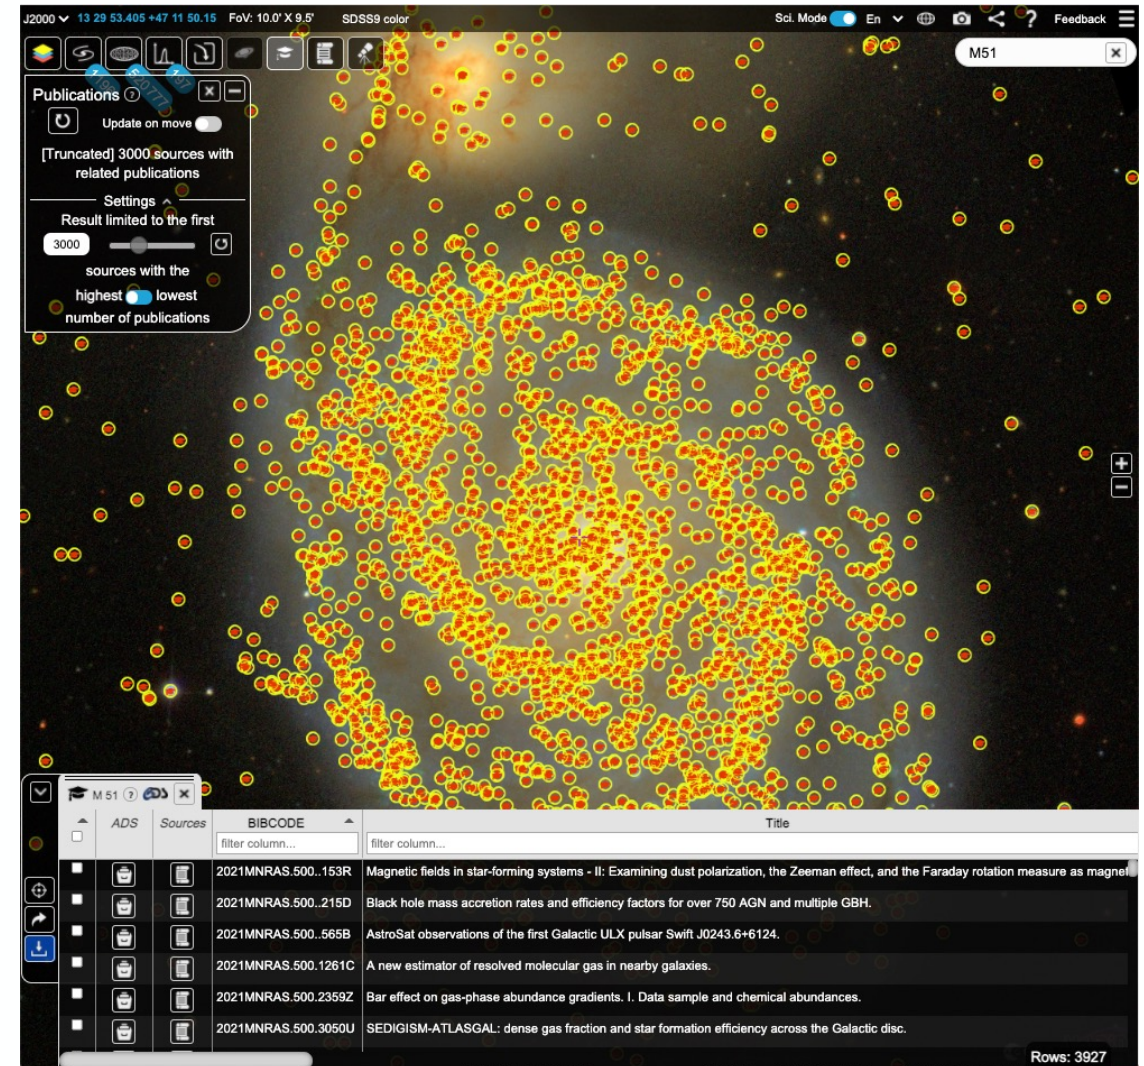 J2000 13 29 53.405 +47 11 50.15 FoV: 10.0' X 9.5' SDSS9 color Sci. Mode En ? Feedback
M51
Publications ?
Update on move
[Truncated] 3000 sources with
related publications
Settings
Result limited to the first
3000
sources with the
highest lowest
number of publications
M 51 ?
ADS Sources BIBCODE Title
filter column... filter column...
2021MNRAS.500..153R Magnetic fields in star-forming systems - II: Examining dust polarization, the Zeeman effect, and the Faraday rotation measure as magnet
2021MNRAS.500..215D Black hole mass accretion rates and efficiency factors for over 750 AGN and multiple GBH.
2021MNRAS.500..565B AstroSat observations of the first Galactic ULX pulsar Swift J0243.6+6124.
2021MNRAS.500.1261C A new estimator of resolved molecular gas in nearby galaxies.
2021MNRAS.500.2359Z Bar effect on gas-phase abundance gradients. I. Data sample and chemical abundances.
2021MNRAS.500.3050U SEDIGISM-ATLASGAL: dense gas fraction and star formation efficiency across the Galactic disc.
Rows: 3927